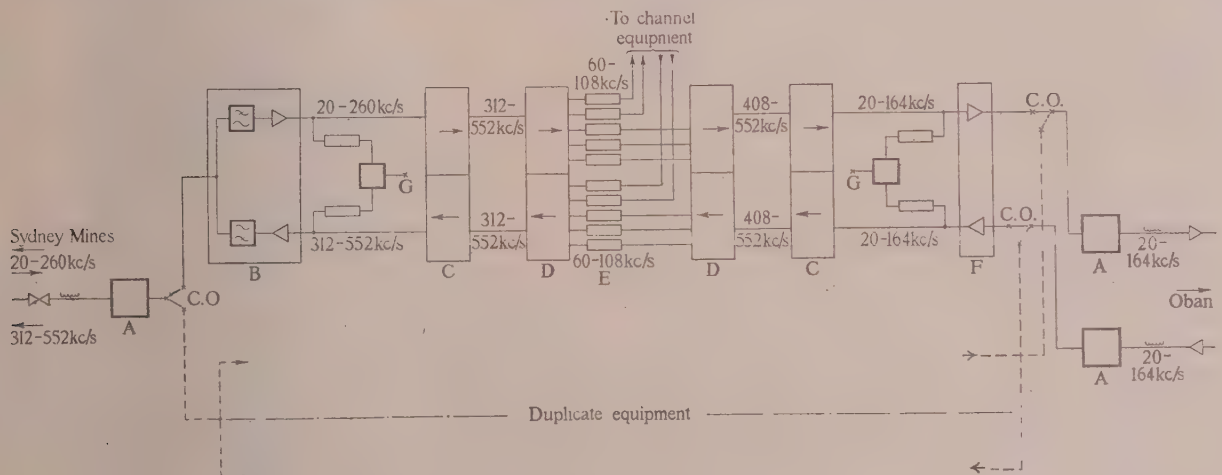 To channel
equipment
60-
108kc/s
20-260kc/s
312-
552kc/s
408-
552kc/s
20-164kc/s
C.O.
G
G
C.O.
312-552kc/s
312-
552kc/s
408-
552kc/s
20-164kc/s
60-108kc/s
B
C
D
E
D
C
F
Sydney Mines
20-260kc/s
C.O
A
312-552kc/s
A
20-
164kc/s
Oban
A
20-
164kc/s
Duplicate equipment